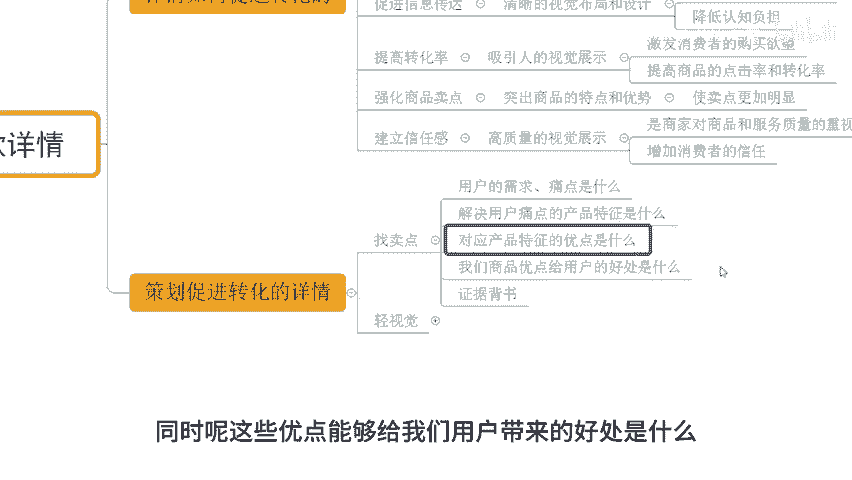 促进信息传达 清晰的视觉布局和设计
降低认知负担
提高转化率 吸引人的视觉展示 激发消费者的购买欲望
提高商品的点击率和转化率
强化商品卖点 突出商品的特点和优势 使卖点更加明显
建立信任感 高质量的视觉展示 是商家对商品和服务质量的重视
增加消费者的信任
详情
用户的需求、痛点是什么
解决用户痛点的产品特征是什么
找卖点 对应产品特征的优点是什么
我们商品优点给用户的好处是什么
策划促进转化的详情 证据背书
轻视觉
同时呢这些优点能够给我们用户带来的好处是什么